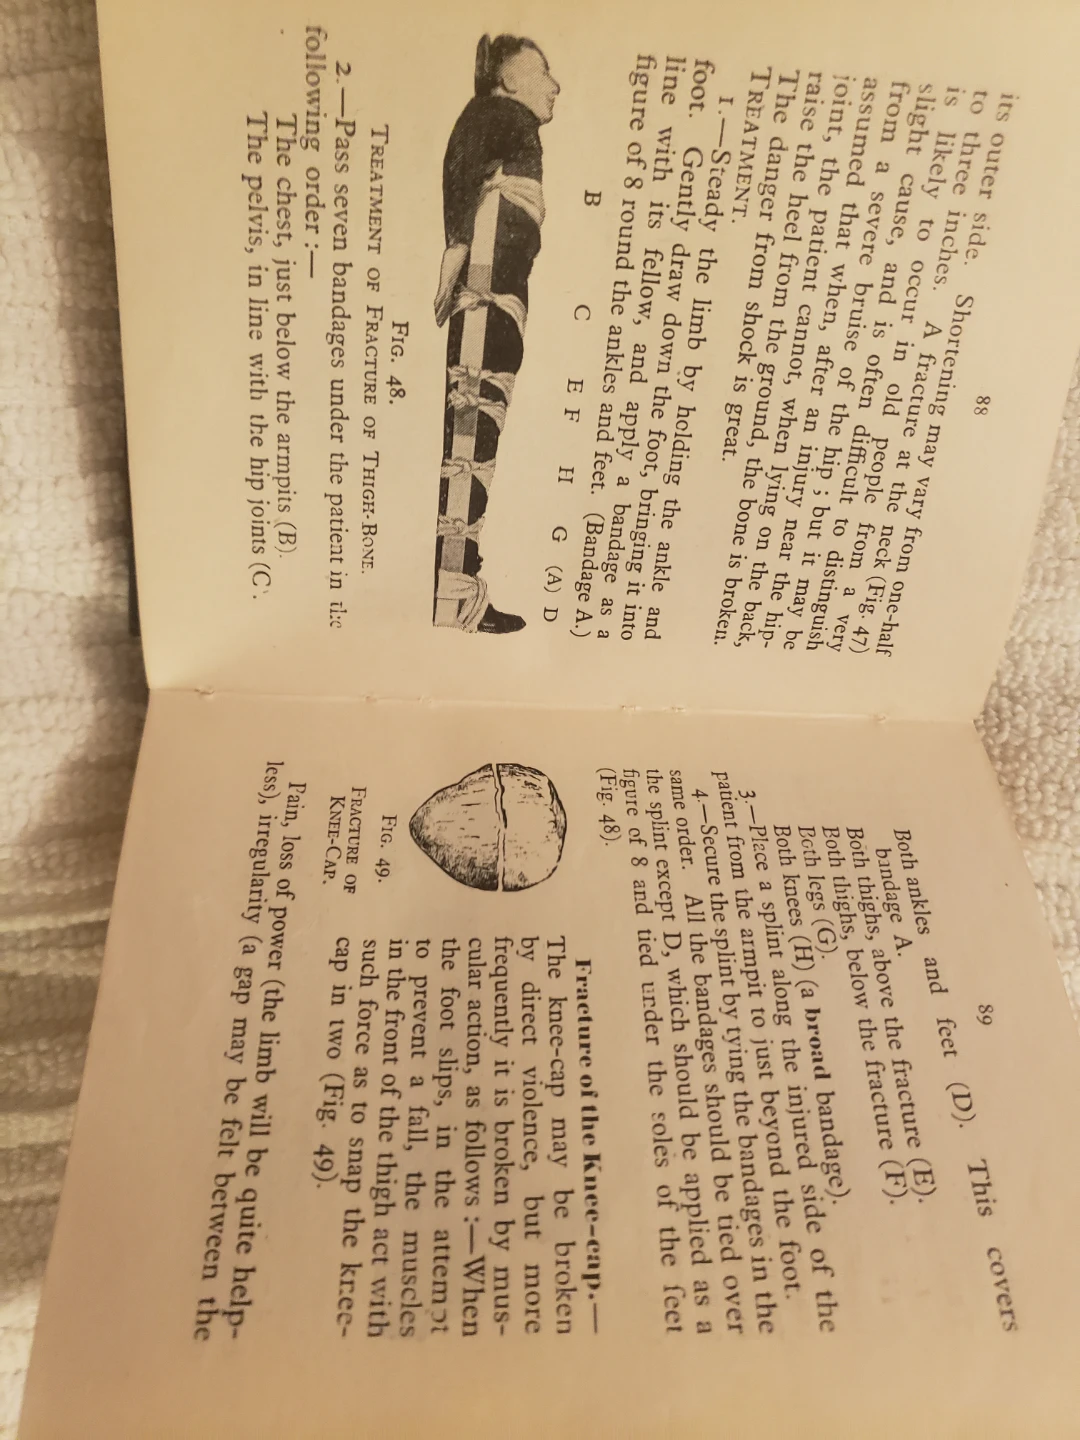 88
its outer side. Shortening may vary from one-half
to three inches. A fracture at the neck (Fig. 47)
is likely to occur in old people from a very
slight cause, and is often difficult to distinguish
from a severe bruise of the hip ; but it may be
assumed that when, after an injury near the hip-
joint, the patient cannot, when lying on the back,
raise the heel from the ground, the bone is broken.
The danger from shock is great.
TREATMENT.
1.—Steady the limb by holding the ankle and
foot. Gently draw down the foot, bringing it into
line with its fellow, and apply a bandage as a
figure of 8 round the ankles and feet. (Bandage A.)
B C E F H G (A) D
FIG. 48.
TREATMENT OF FRACTURE OF THIGH-BONE.
2.—Pass seven bandages under the patient in the
following order :—
The chest, just below the armpits (B).
The pelvis, in line with the hip joints (C).
89
Both ankles and feet (D). This covers
bandage A.
Both thighs, above the fracture (E).
Both thighs, below the fracture (F).
Both legs (G).
Both knees (H) (a broad bandage).
3.—Place a splint along the injured side of the
patient from the armpit to just beyond the foot.
4.—Secure the splint by tying the bandages in the
same order. All the bandages should be tied over
the splint except D, which should be applied as a
figure of 8 and tied under the soles of the feet
(Fig. 48).
Fracture of the Knee-cap.—
The knee-cap may be broken
by direct violence, but more
frequently it is broken by mus-
cular action, as follows :—When
the foot slips, in the attempt
to prevent a fall, the muscles
in the front of the thigh act with
such force as to snap the knee-
cap in two (Fig. 49).
FIG. 49.
FRACTURE OF
KNEE-CAP.
Pain, loss of power (the limb will be quite help-
less), irregularity (a gap may be felt between the